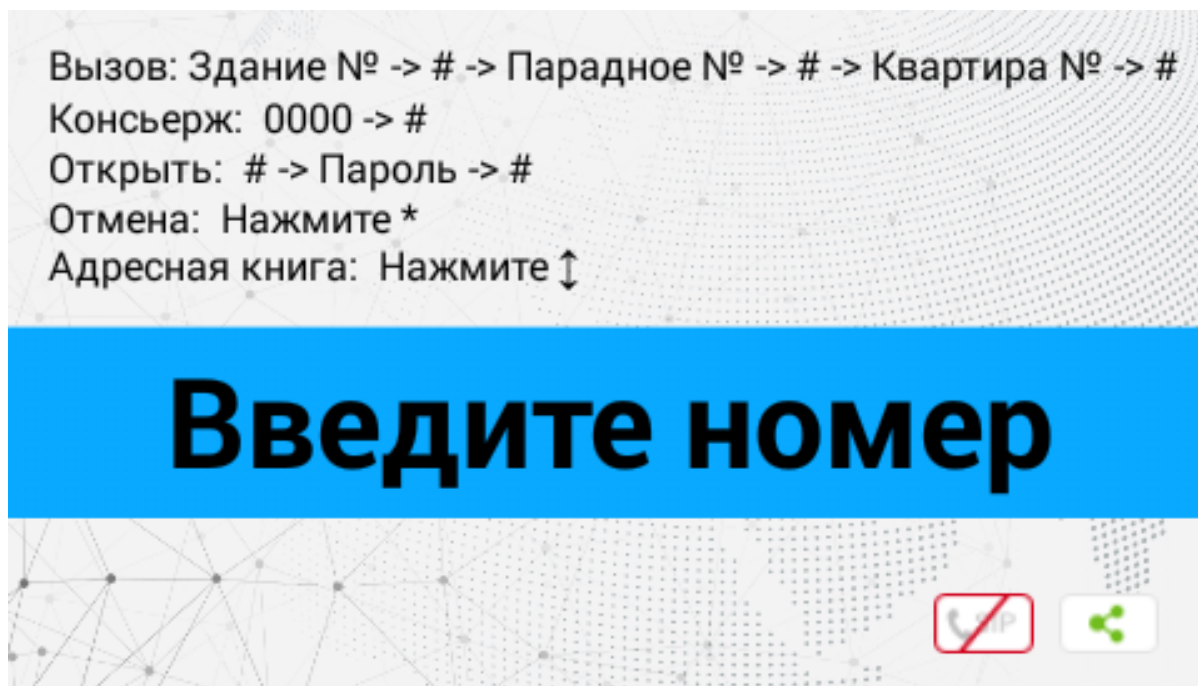 Вызов: Здание № -> # -> Парадное № -> # -> Квартира № -> #
Консьерж: 0000 -> #
Открыть: # -> Пароль -> #
Отмена: Нажмите *
Адресная книга: Нажмите ↕
Введите номер
SIP